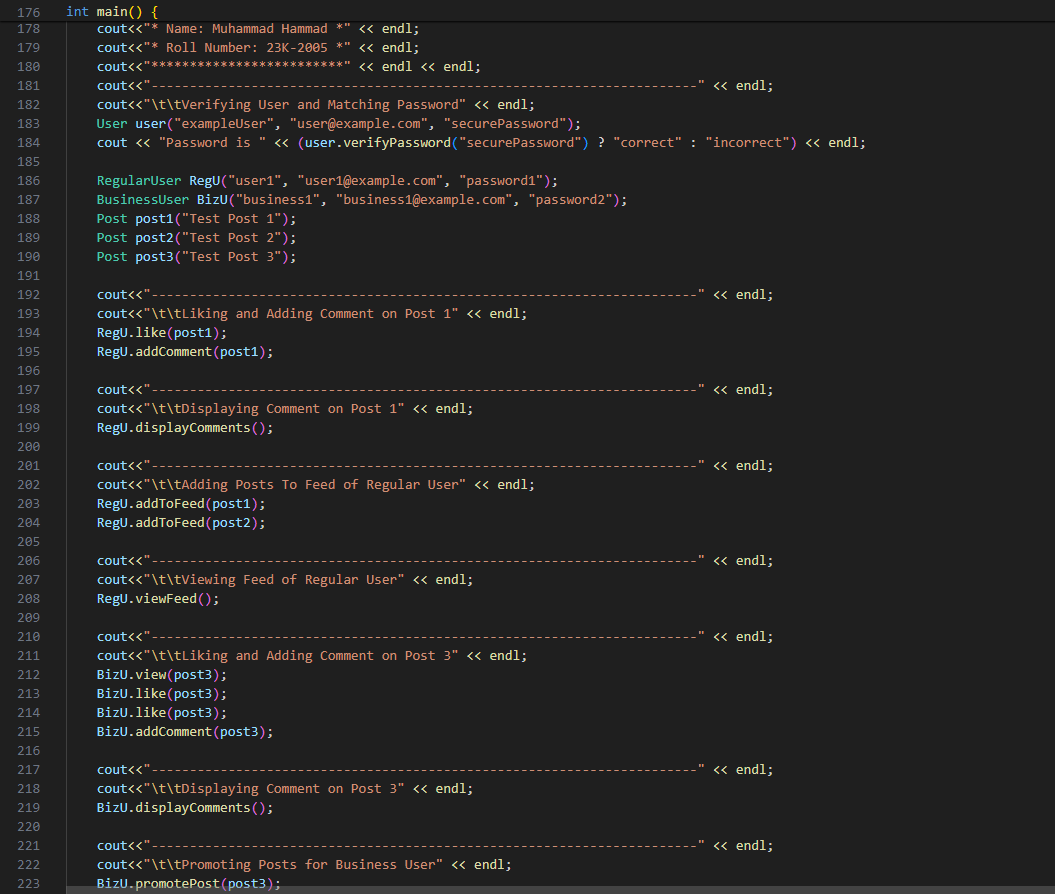 176 int main() {
178 cout<<"* Name: Muhammad Hammad *" << endl;
179 cout<<"* Roll Number: 23K-2005 *" << endl;
180 cout<<"*************************" << endl << endl;
181 cout<<"-----------------------------------------------------------------------" << endl;
182 cout<<"\t\tVerifying User and Matching Password" << endl;
183 User user("exampleUser", "user@example.com", "securePassword");
184 cout << "Password is " << (user.verifyPassword("securePassword") ? "correct" : "incorrect") << endl;
185
186 RegularUser RegU("user1", "user1@example.com", "password1");
187 BusinessUser BizU("business1", "business1@example.com", "password2");
188 Post post1("Test Post 1");
189 Post post2("Test Post 2");
190 Post post3("Test Post 3");
191
192 cout<<"-----------------------------------------------------------------------" << endl;
193 cout<<"\t\tLiking and Adding Comment on Post 1" << endl;
194 RegU.like(post1);
195 RegU.addComment(post1);
196
197 cout<<"-----------------------------------------------------------------------" << endl;
198 cout<<"\t\tDisplaying Comment on Post 1" << endl;
199 RegU.displayComments();
200
201 cout<<"-----------------------------------------------------------------------" << endl;
202 cout<<"\t\tAdding Posts To Feed of Regular User" << endl;
203 RegU.addToFeed(post1);
204 RegU.addToFeed(post2);
205
206 cout<<"-----------------------------------------------------------------------" << endl;
207 cout<<"\t\tViewing Feed of Regular User" << endl;
208 RegU.viewFeed();
209
210 cout<<"-----------------------------------------------------------------------" << endl;
211 cout<<"\t\tLiking and Adding Comment on Post 3" << endl;
212 BizU.view(post3);
213 BizU.like(post3);
214 BizU.like(post3);
215 BizU.addComment(post3);
216
217 cout<<"-----------------------------------------------------------------------" << endl;
218 cout<<"\t\tDisplaying Comment on Post 3" << endl;
219 BizU.displayComments();
220
221 cout<<"-----------------------------------------------------------------------" << endl;
222 cout<<"\t\tPromoting Posts for Business User" << endl;
223 BizU.promotePost(post3);